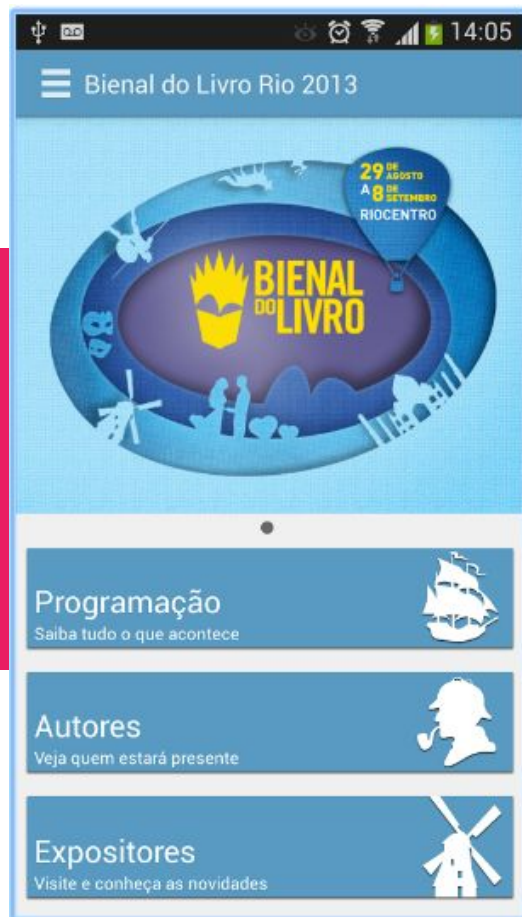 14:05
Bienal do Livro Rio 2013
29 DE AGOSTO
A 8 DE SETEMBRO
RIOCENTRO
BIENAL
DO LIVRO
Programação
Saiba tudo o que acontece
Autores
Veja quem estará presente
Expositores
Visite e conheça as novidades